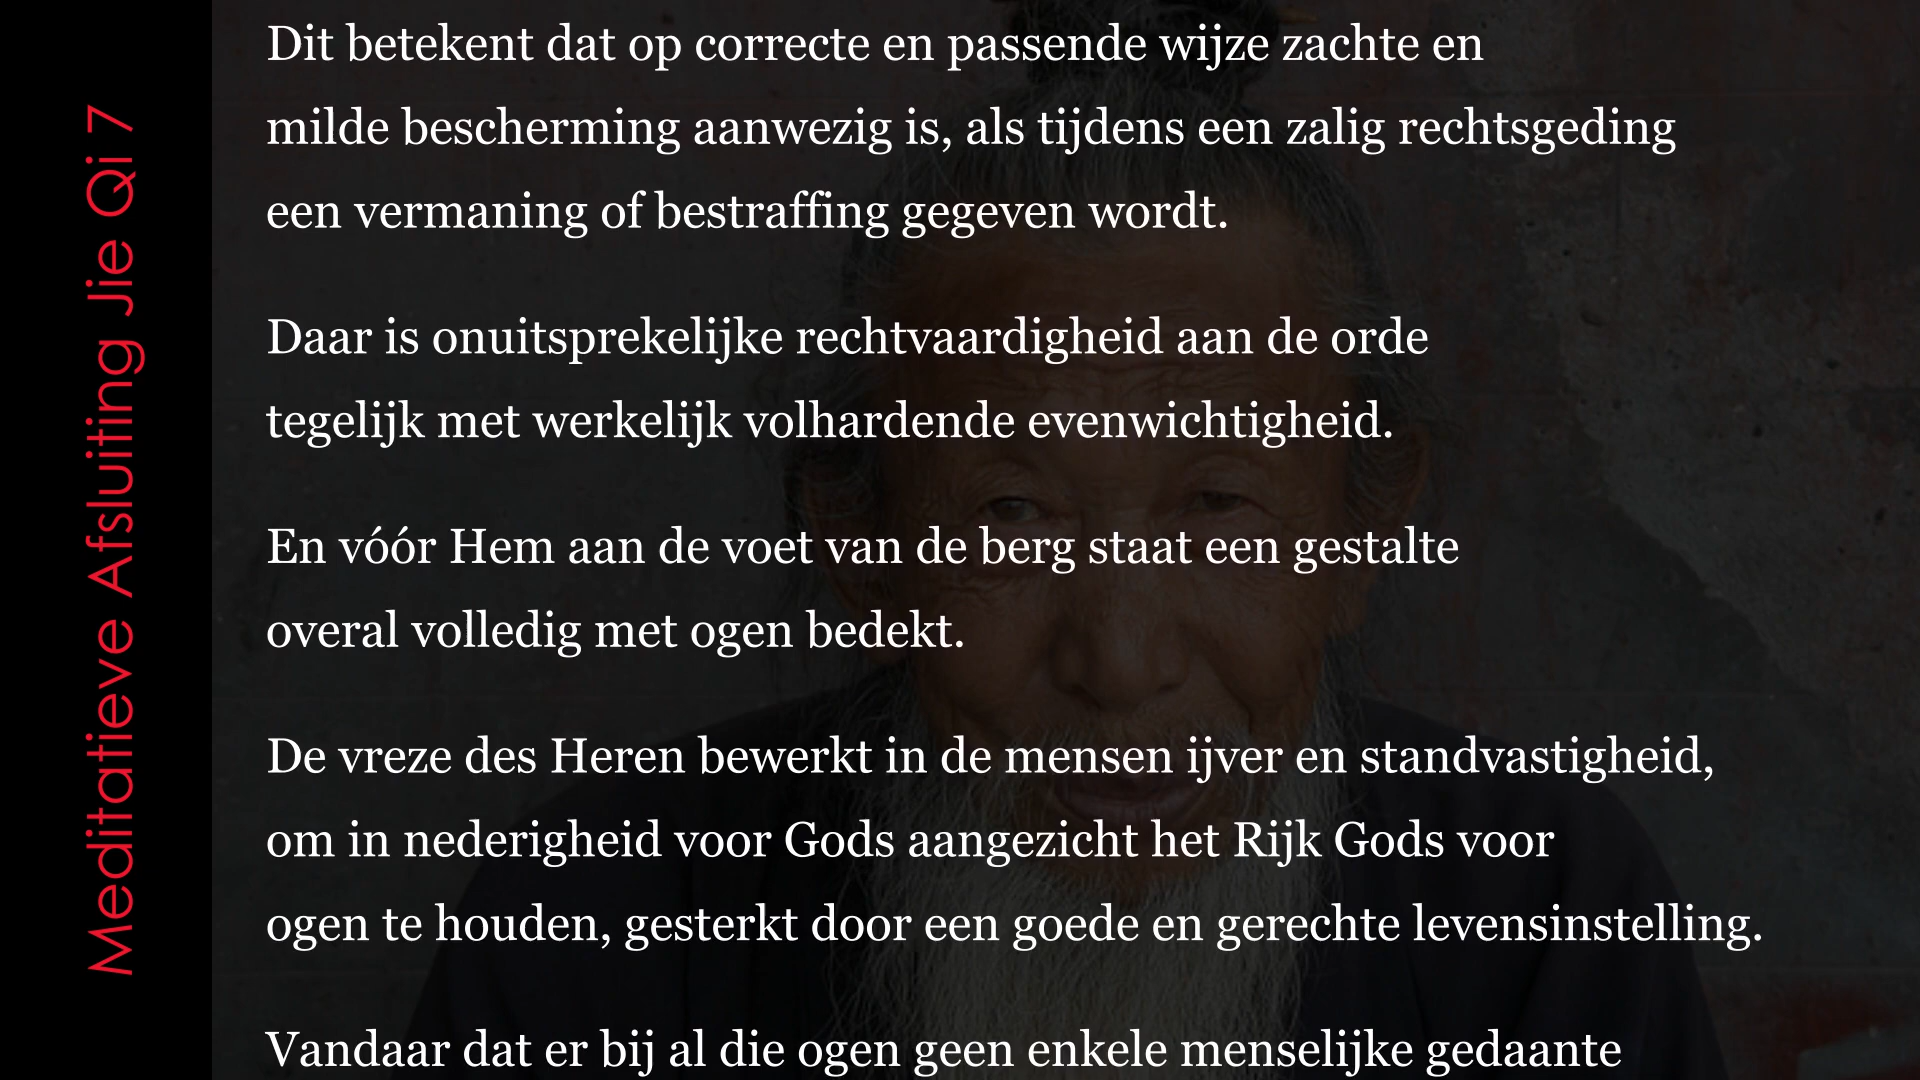 Meditatieve Afsluiting Jie Qi 7
Dit betekent dat op correcte en passende wijze zachte en
milde bescherming aanwezig is, als tijdens een zalig rechtsgeding
een vermaning of bestraffing gegeven wordt.
Daar is onuitsprekelijke rechtvaardigheid aan de orde
tegelijk met werkelijk volhardende evenwichtigheid.
En vóór Hem aan de voet van de berg staat een gestalte
overal volledig met ogen bedekt.
De vreze des Heren bewerkt in de mensen ijver en standvastigheid,
om in nederigheid voor Gods aangezicht het Rijk Gods voor
ogen te houden, gesterkt door een goede en gerechte levensinstelling.
Vandaar dat er bij al die ogen geen enkele menselijke gedaante